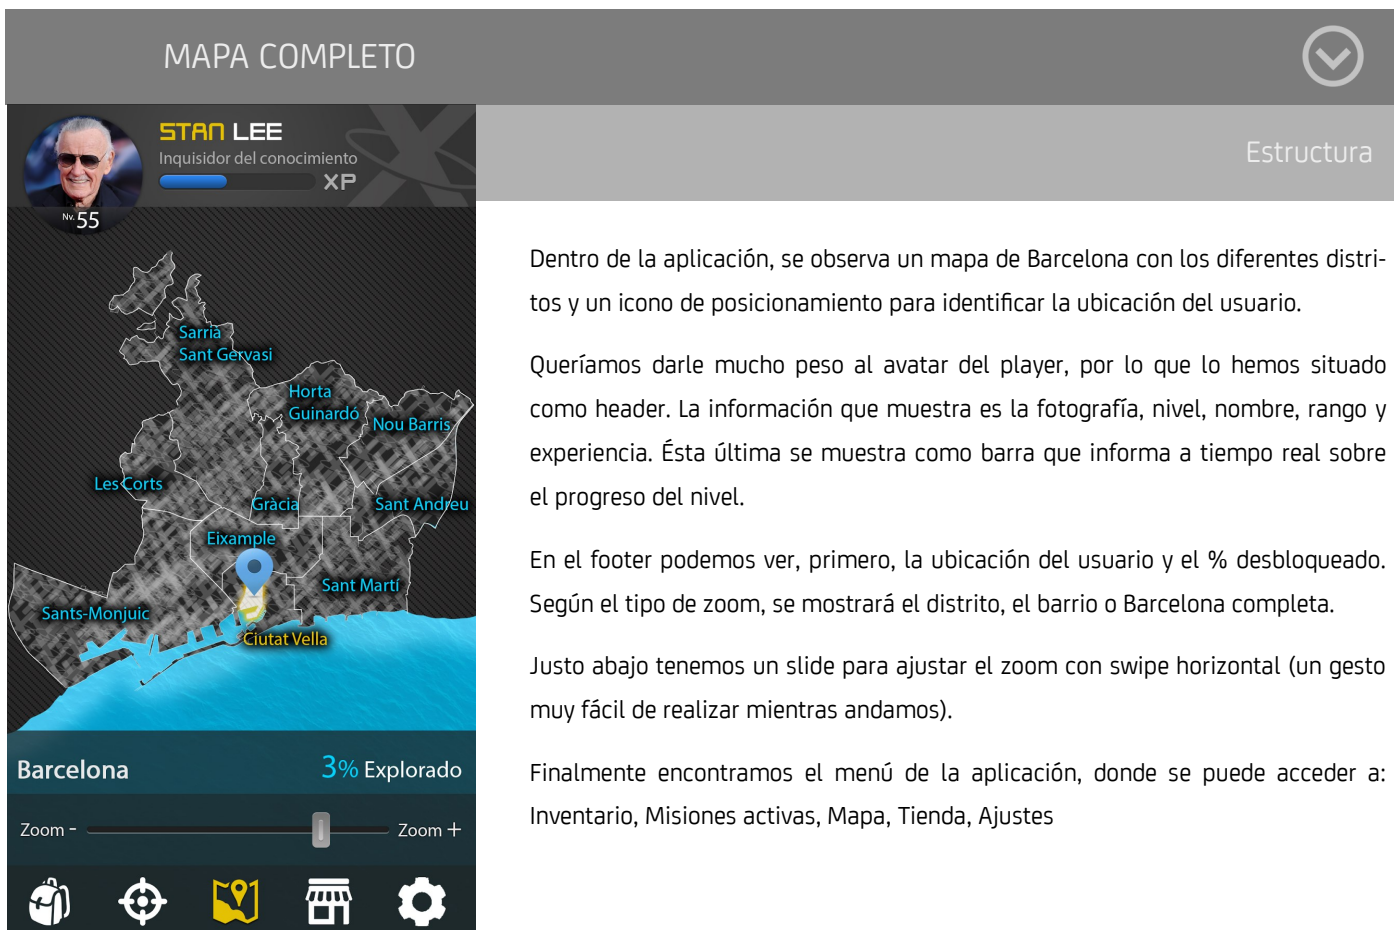 MAPA COMPLETO
STAN LEE
Inquisidor del conocimiento
XP
Nv. 55
Sarrià
Sant Gervasi
Horta
Guinardó
Nou Barris
Les Corts
Gràcia
Sant Andreu
Eixample
Sant Martí
Sants-Monjuic
Ciutat Vella
Barcelona
3% Explorado
Zoom -
Zoom +
Estructura
Dentro de la aplicación, se observa un mapa de Barcelona con los diferentes distri-
tos y un icono de posicionamiento para identificar la ubicación del usuario.
Queríamos darle mucho peso al avatar del player, por lo que lo hemos situado
como header. La información que muestra es la fotografía, nivel, nombre, rango y
experiencia. Ésta última se muestra como barra que informa a tiempo real sobre
el progreso del nivel.
En el footer podemos ver, primero, la ubicación del usuario y el % desbloqueado.
Según el tipo de zoom, se mostrará el distrito, el barrio o Barcelona completa.
Justo abajo tenemos un slide para ajustar el zoom con swipe horizontal (un gesto
muy fácil de realizar mientras andamos).
Finalmente encontramos el menú de la aplicación, donde se puede acceder a:
Inventario, Misiones activas, Mapa, Tienda, Ajustes